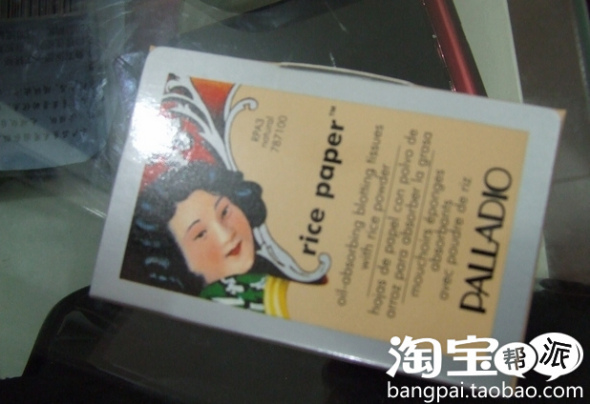 RPA3
natural
787100
rice paper™
oil-absorbing blotting tissues
with rice powder
hojas de papel con polvo de
arroz para absorber la grasa
mouchoirs éponges
absorbants
avec poudre de riz
PALLADIO
淘宝帮派
bangpai.taobao.com